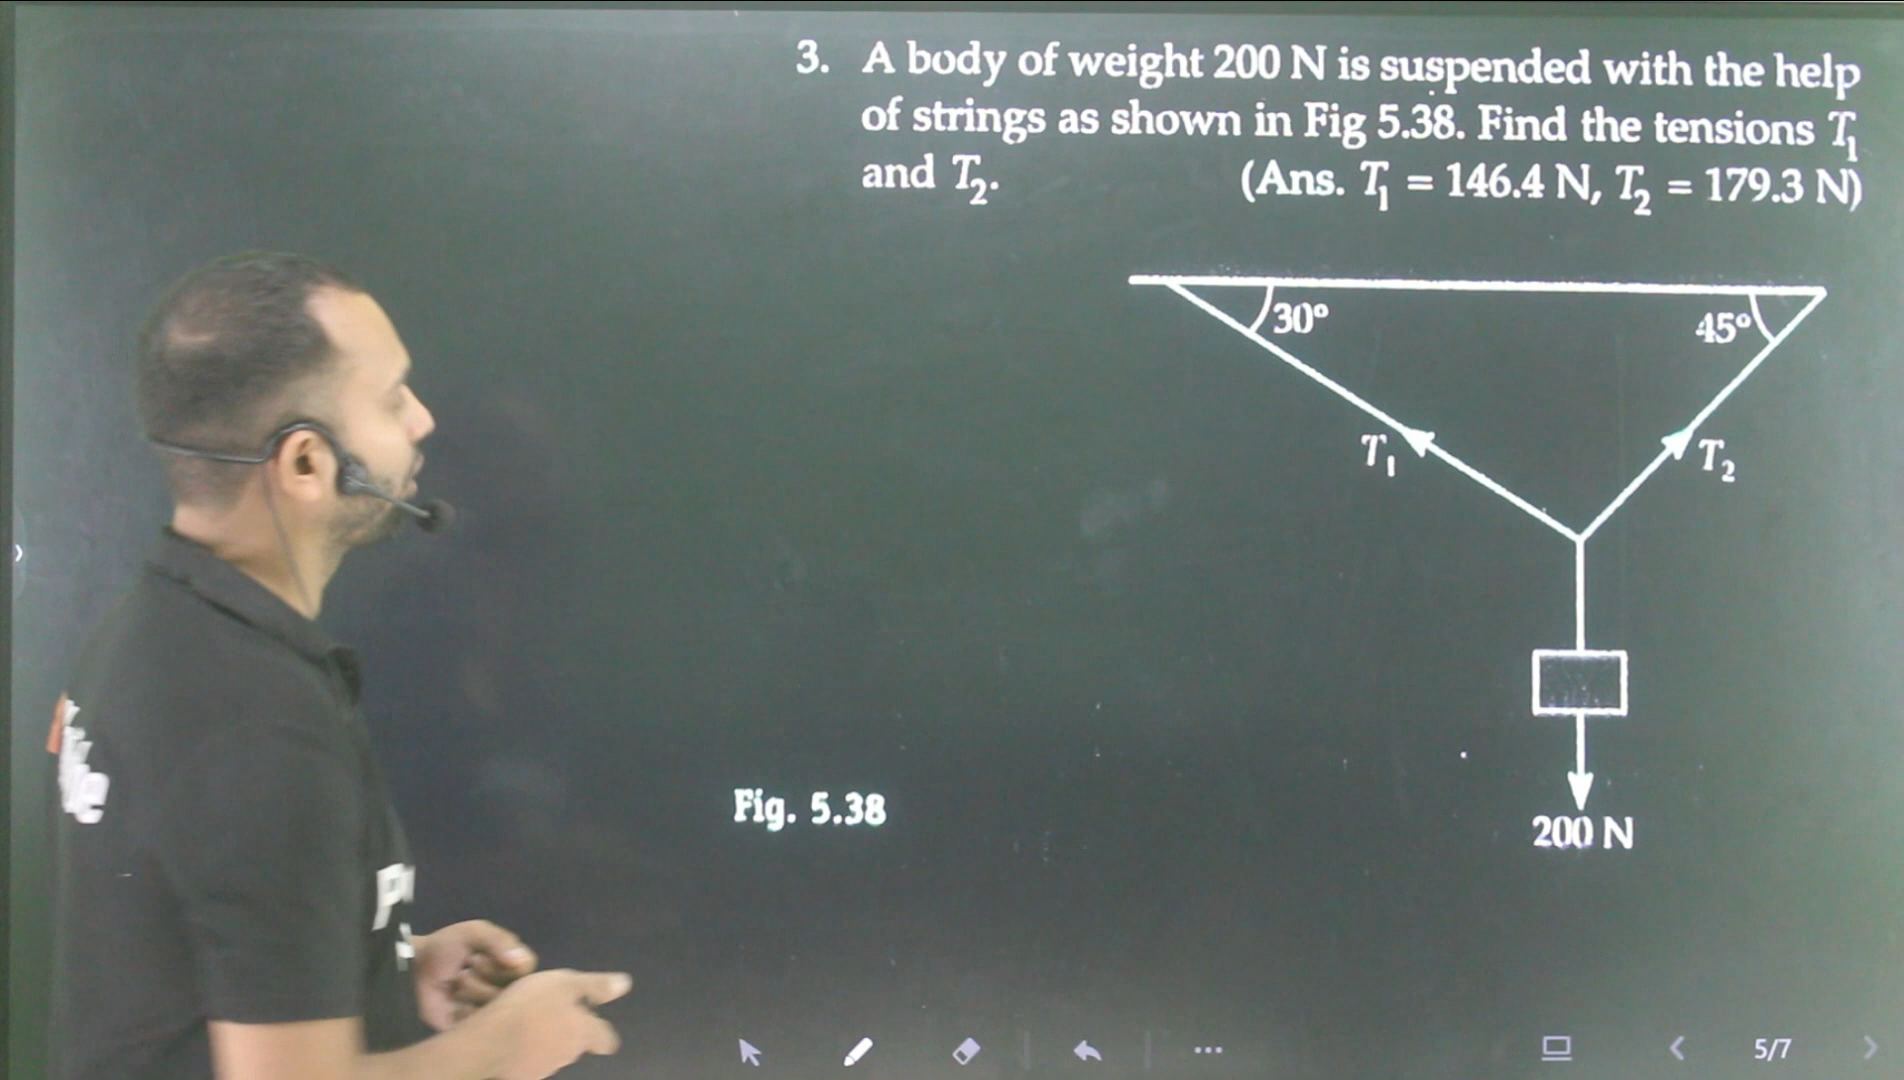 3. A body of weight 200 N is suspended with the help
of strings as shown in Fig 5.38. Find the tensions T₁
and T₂. (Ans. T₁ = 146.4 N, T₂ = 179.3 N)
30° 45°
T₁ T₂
Fig. 5.38
200 N
5/7